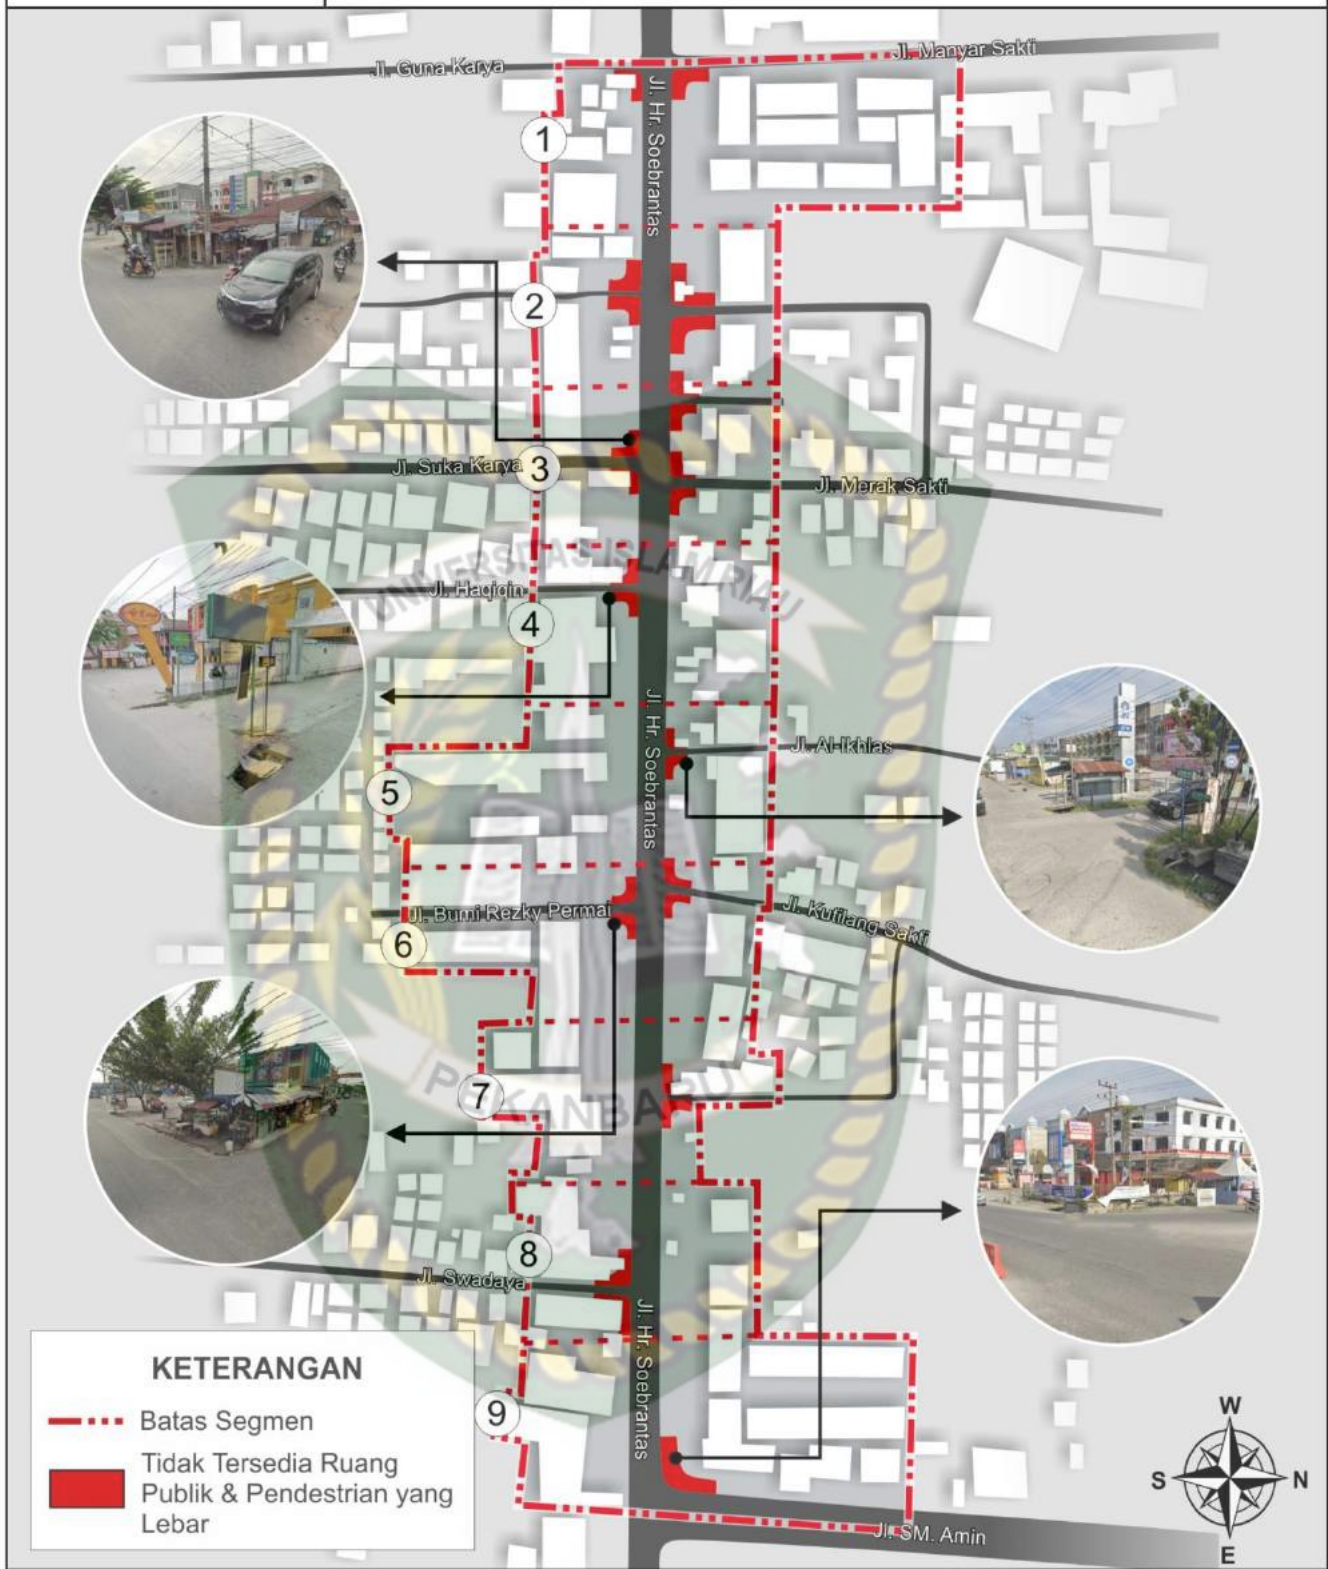 Jl. Guna Karya
Jl. Manyar Sakti
Jl. Hr. Soebrantas
1
2
Jl. Suka Karya
3
Jl. Merak Sakti
UNIVERSITAS ISLAM RIAU
Jl. Haqiqin
4
Jl. Hr. Soebrantas
Jl. Al-Ikhlas
5
Jl. Bumi Rezky Permai
Jl. Kutilang Sakti
6
7
PEKANBARU
8
Jl. Swadaya
Jl. Hr. Soebrantas
9
KETERANGAN
Batas Segmen
Tidak Tersedia Ruang
Publik & Pendestrian yang
Lebar
Jl. SM. Amin
W
S
N
E